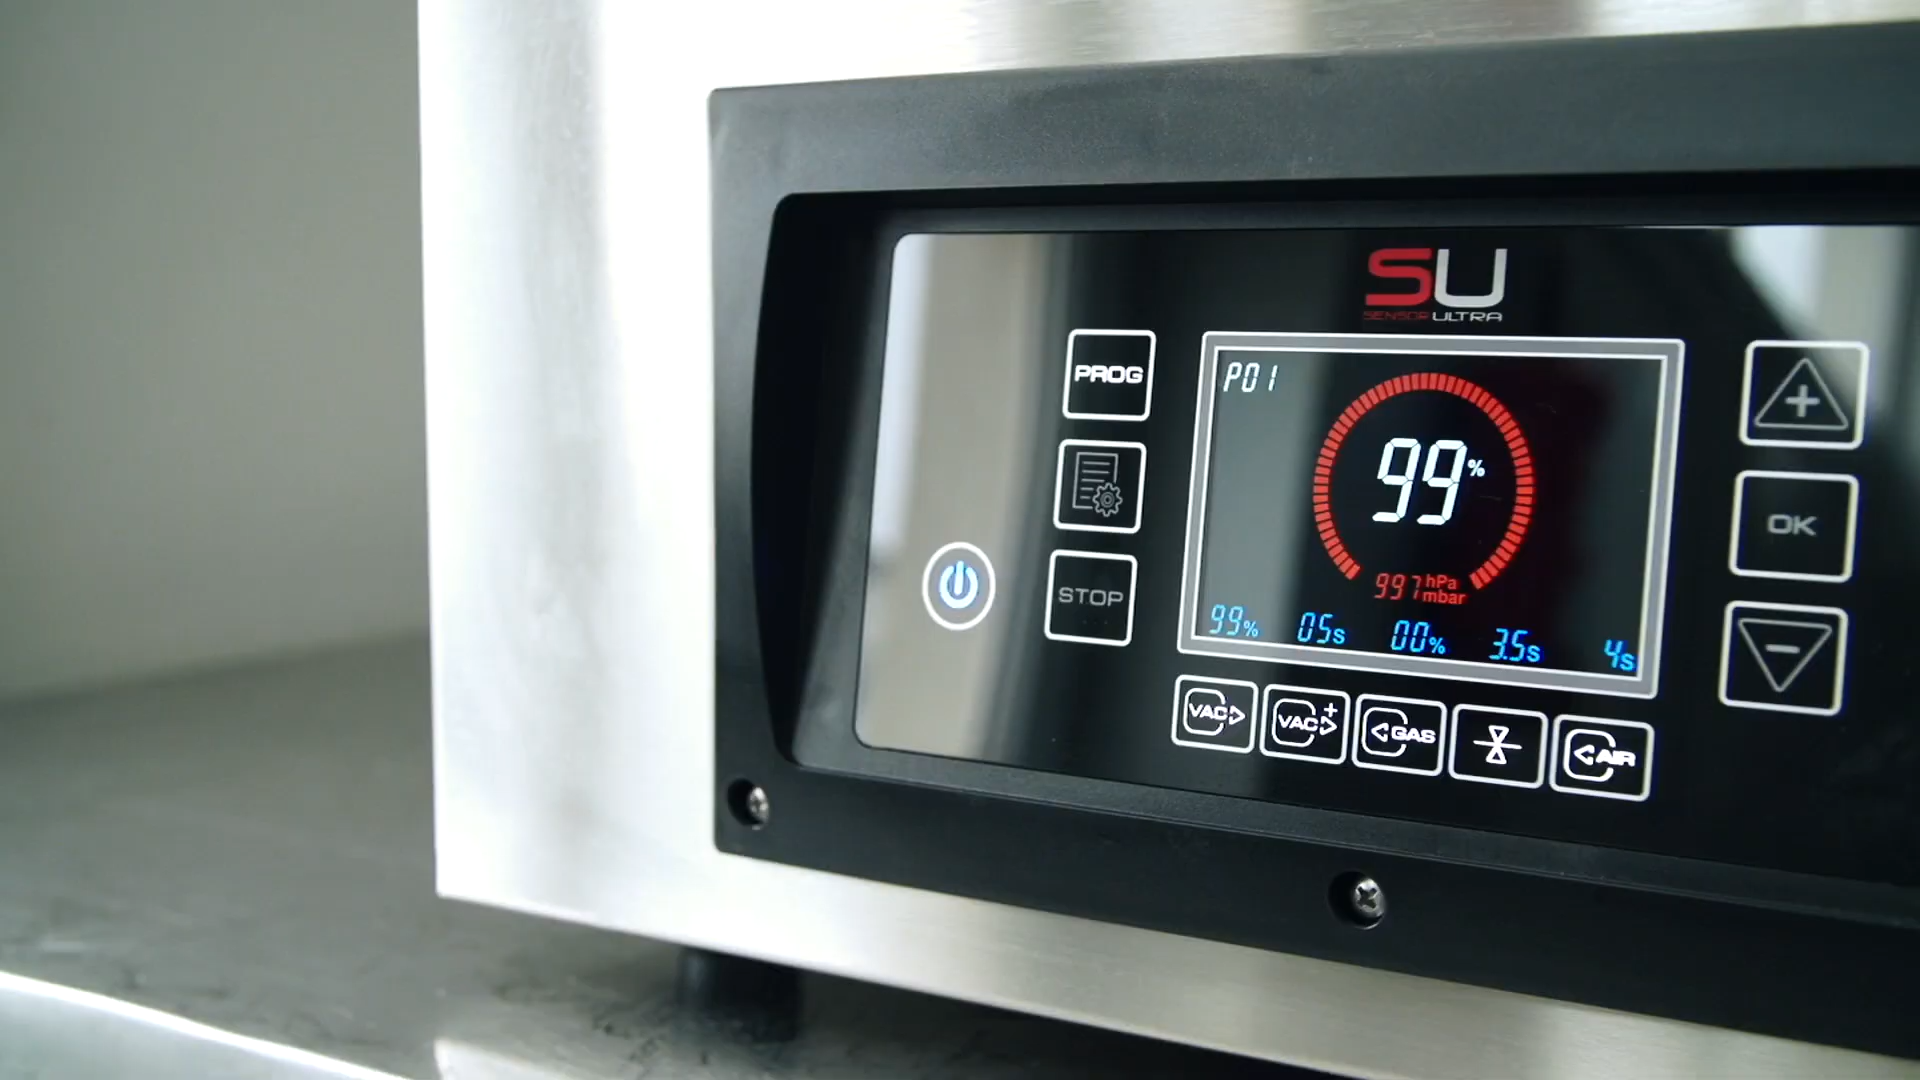 SU
SENSOR ULTRA
PROG
P01
99%
STOP
997 hPa mbar
99% 05s 00% 3.5s 4s
OK
VAC VAC+ GAS AIR